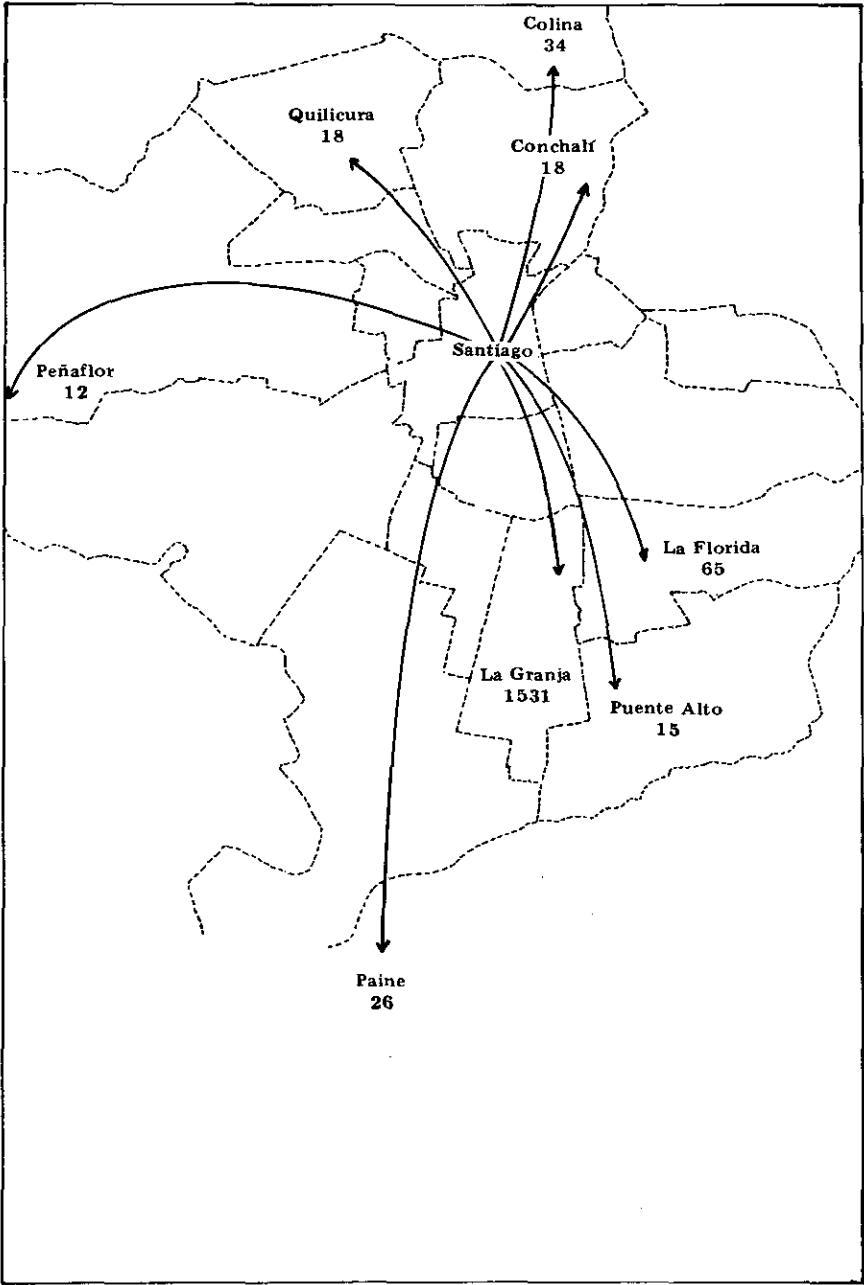 Colina
34
Quilicura
18
Conchalí
18
Santiago
Peñaflor
12
La Florida
65
La Granja
1531
Puente Alto
15
Paine
26